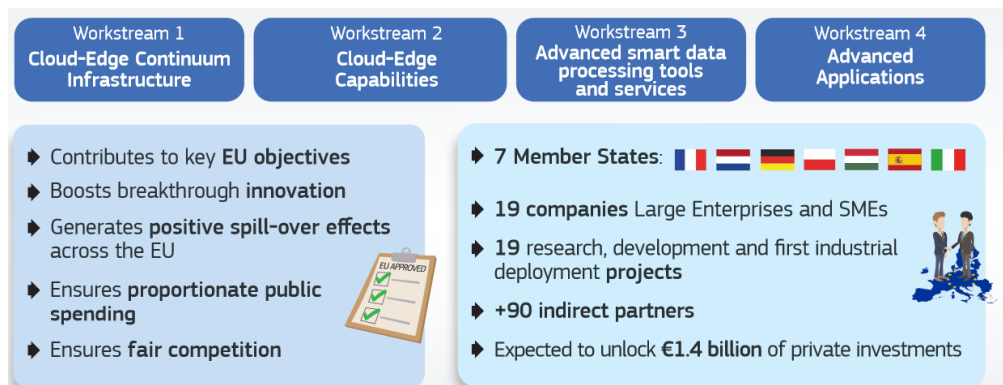 Workstream 1
Cloud-Edge Continuum
Infrastructure
Workstream 2
Cloud-Edge
Capabilities
Workstream 3
Advanced smart data
processing tools
and services
Workstream 4
Advanced
Applications
Contributes to key EU objectives
Boosts breakthrough innovation
Generates positive spill-over effects
across the EU
Ensures proportionate public
spending
Ensures fair competition
EU APPROVED
7 Member States:
19 companies Large Enterprises and SMEs
19 research, development and first industrial
deployment projects
+90 indirect partners
Expected to unlock €1.4 billion of private investments